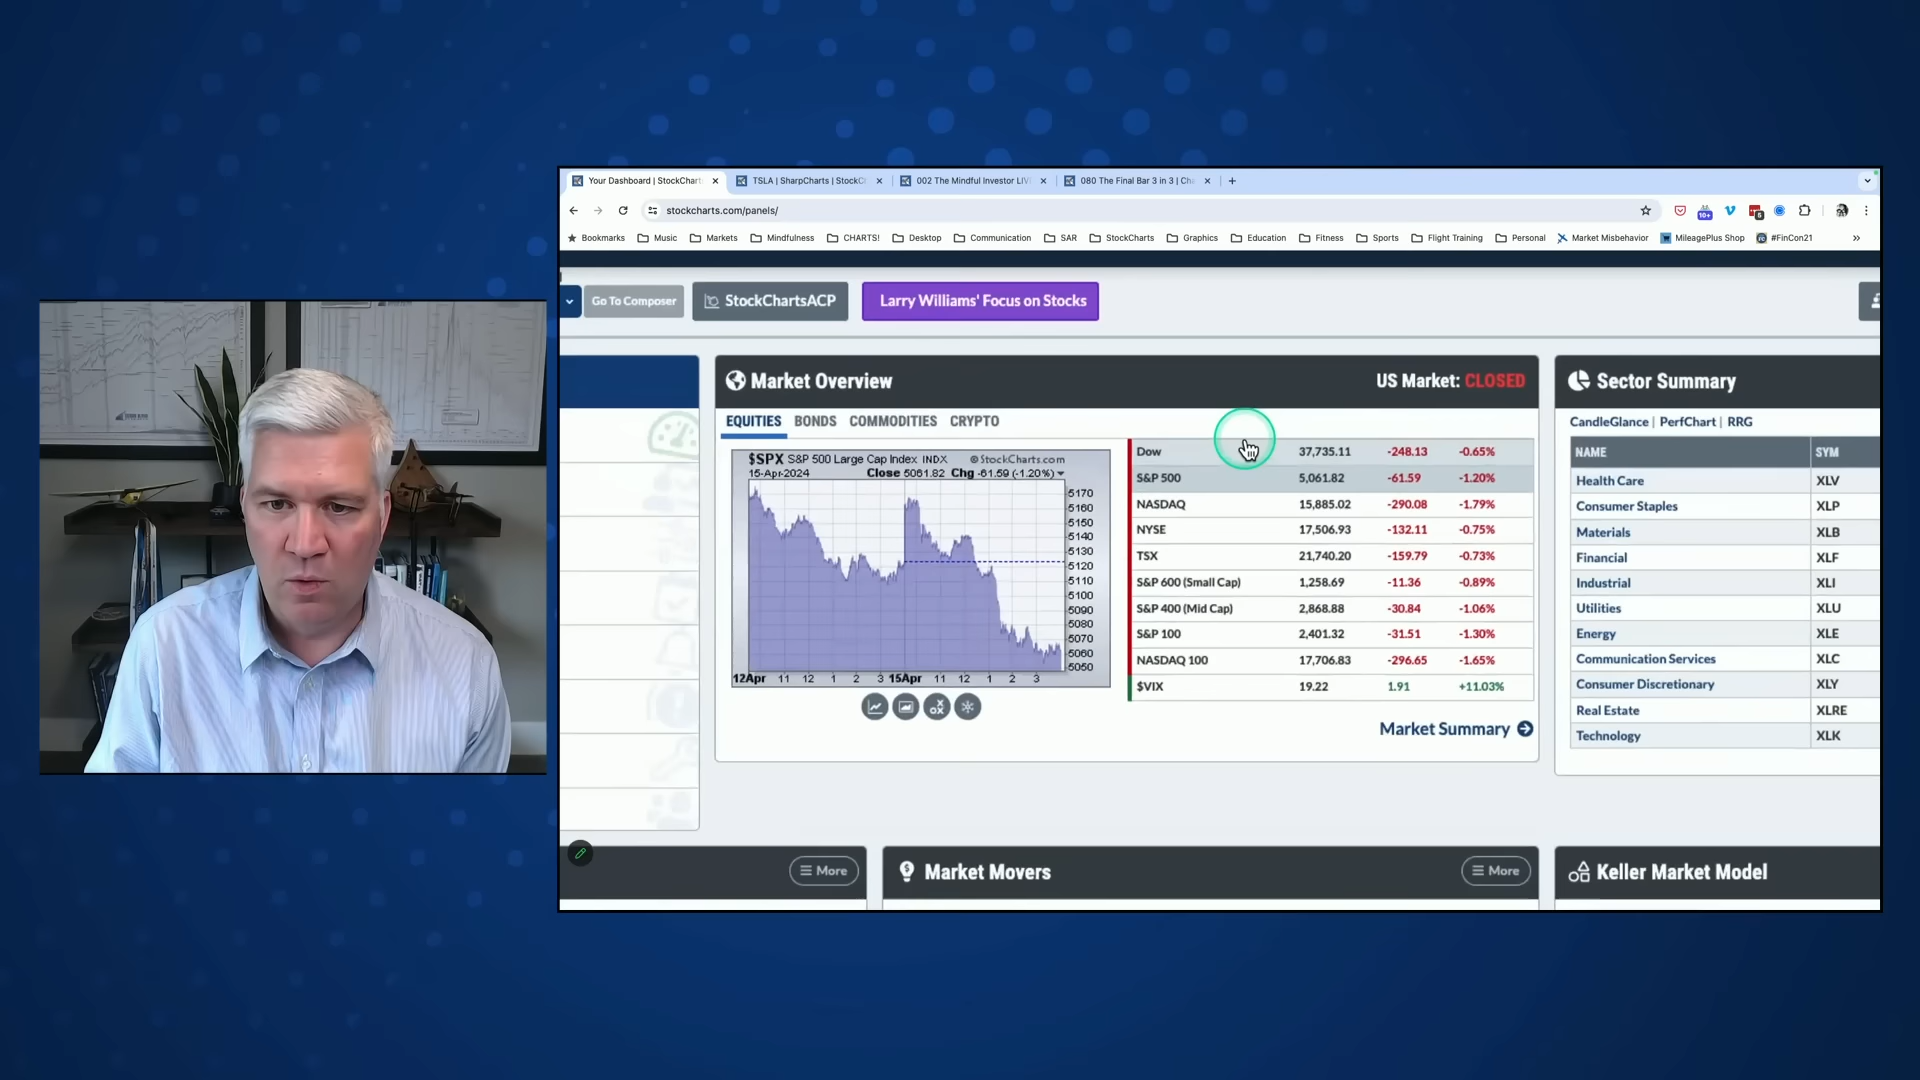 Your Dashboard | StockChart
TSLA | SharpCharts | StockC
002 The Mindful Investor LIV
080 The Final Bar 3 in 3 | Ch
stockcharts.com/panels/
10+
5
Bookmarks
Music
Markets
Mindfulness
CHARTS!
Desktop
Communication
SAR
StockCharts
Graphics
Education
Fitness
Sports
Flight Training
Personal
Market Misbehavior
MileagePlus Shop
#FinCon21
Go To Composer
StockChartsACP
Larry Williams' Focus on Stocks
Market Overview
US Market: CLOSED
EQUITIES BONDS COMMODITIES CRYPTO
$SPX S&P 500 Large Cap Index INDX © StockCharts.com
15-Apr-2024 Close 5061.82 Chg -61.59 (-1.20%)
5170
5160
5150
5140
5130
5120
5110
5100
5090
5080
5070
5060
5050
12Apr 11 12 1 2 3 15Apr 11 12 1 2 3
Dow 37,735.11 -248.13 -0.65%
S&P 500 5,061.82 -61.59 -1.20%
NASDAQ 15,885.02 -290.08 -1.79%
NYSE 17,506.93 -132.11 -0.75%
TSX 21,740.20 -159.79 -0.73%
S&P 600 (Small Cap) 1,258.69 -11.36 -0.89%
S&P 400 (Mid Cap) 2,868.88 -30.84 -1.06%
S&P 100 2,401.32 -31.51 -1.30%
NASDAQ 100 17,706.83 -296.65 -1.65%
$VIX 19.22 1.91 +11.03%
Market Summary
Sector Summary
CandleGlance | PerfChart | RRG
NAME SYM
Health Care XLV
Consumer Staples XLP
Materials XLB
Financial XLF
Industrial XLI
Utilities XLU
Energy XLE
Communication Services XLC
Consumer Discretionary XLY
Real Estate XLRE
Technology XLK
More
Market Movers
More
Keller Market Model